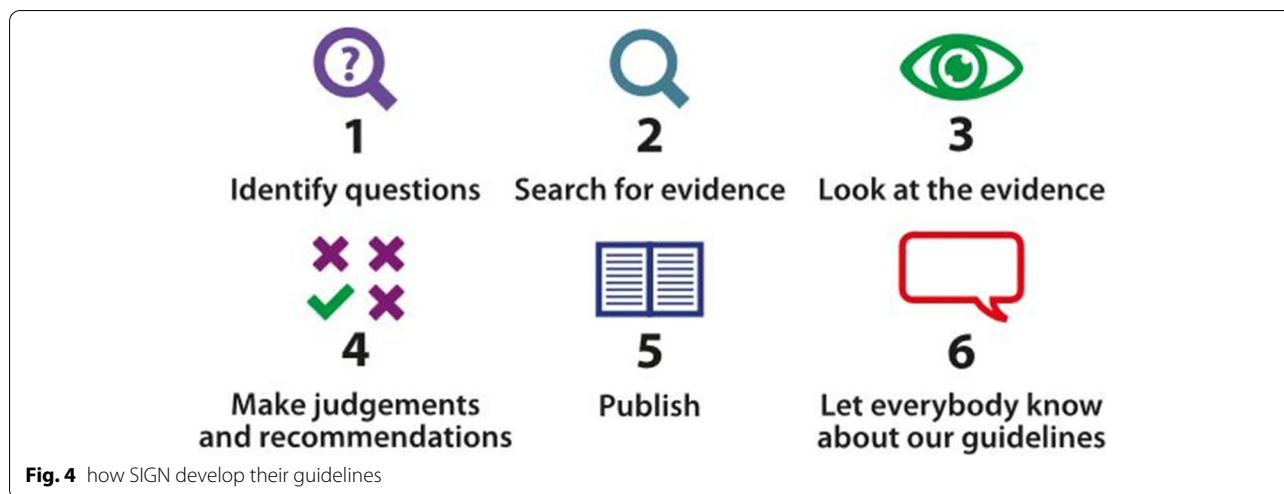 ?
1
Identify questions
2
Search for evidence
3
Look at the evidence
4
Make judgements
and recommendations
5
Publish
6
Let everybody know
about our guidelines
Fig. 4 how SIGN develop their guidelines